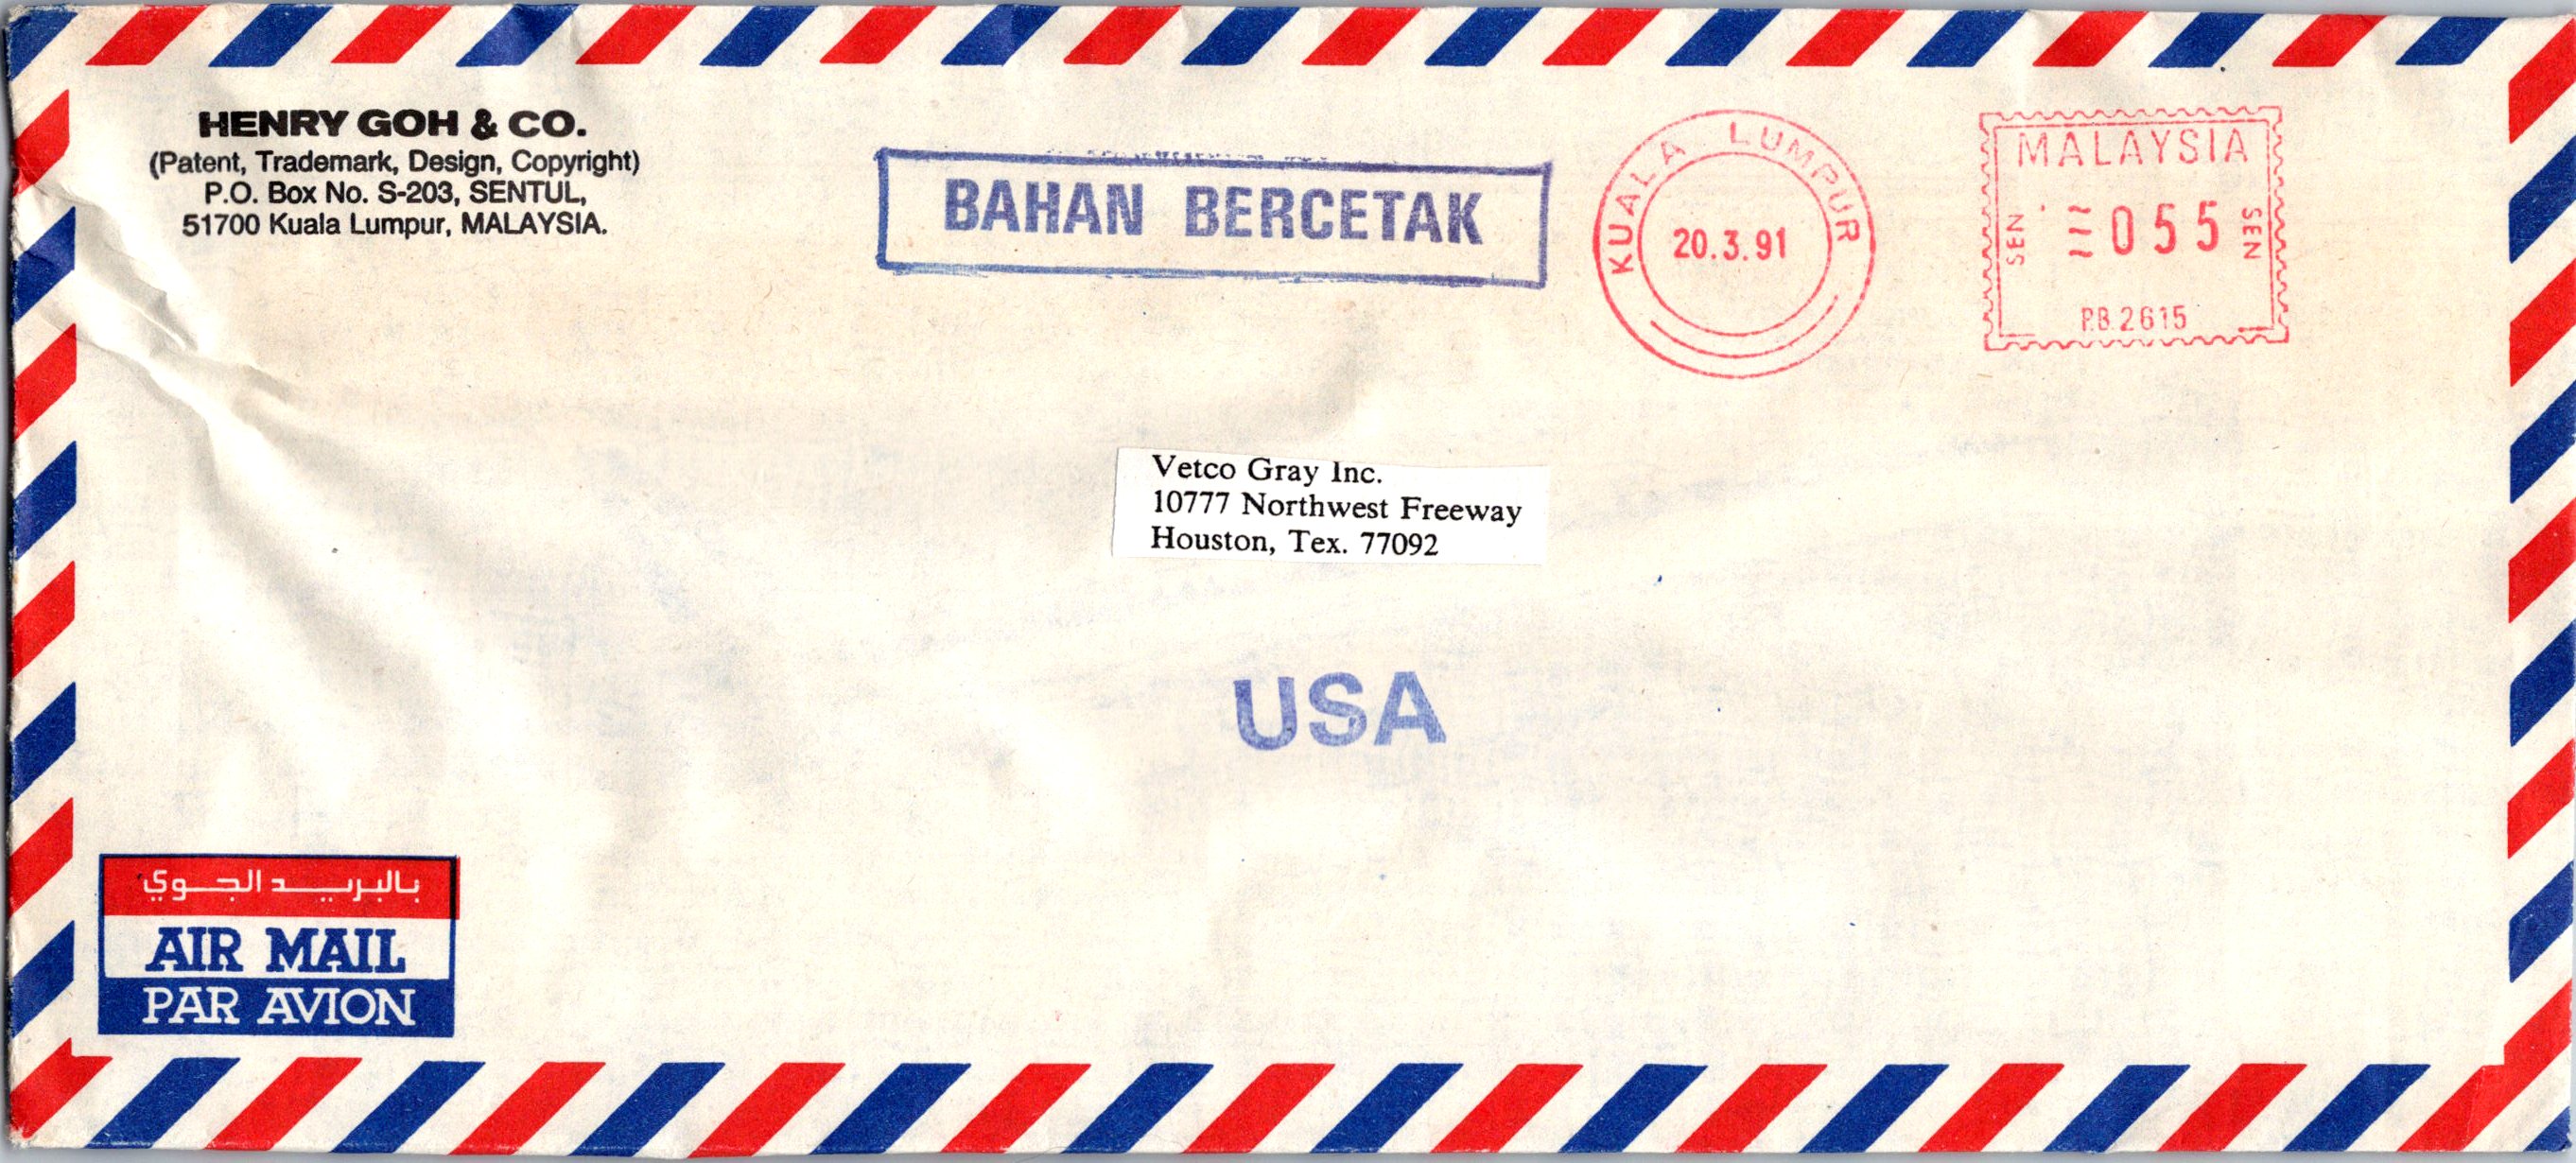 HENRY GOH & CO.
(Patent, Trademark, Design, Copyright)
P.O. Box No. S-203, SENTUL,
51700 Kuala Lumpur, MALAYSIA.
BAHAN BERCETAK
KUALA LUMPUR
20.3.91
MALAYSIA
SEN 055 SEN
P.B. 2615
Vetco Gray Inc.
10777 Northwest Freeway
Houston, Tex. 77092
USA
بالبريد الجوي
AIR MAIL
PAR AVION